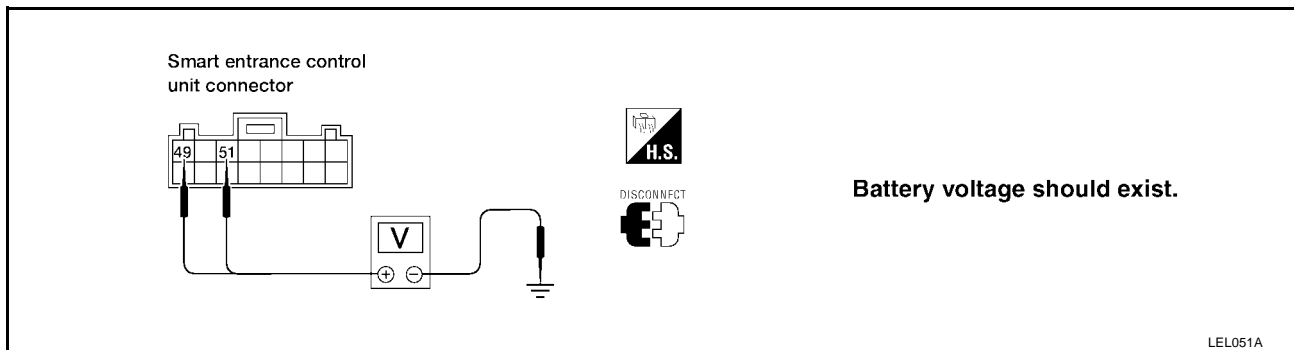 Smart entrance control
unit connector
49 51
H.S.
DISCONNECT
V
+ −
Battery voltage should exist.
LEL051A